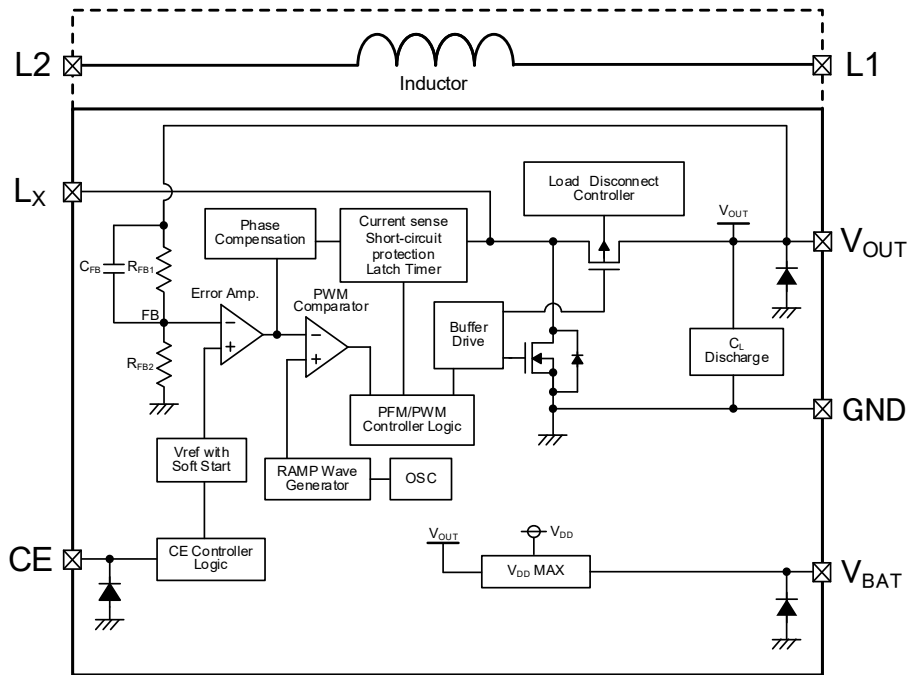 L2
L1
Inductor
LX
Load Disconnect
Controller
Phase
Compensation
Current sense
Short-circuit
protection
Latch Timer
VOUT
VOUT
CFB
RFB1
Error Amp.
PWM
Comparator
FB
Buffer
Drive
CL
Discharge
RFB2
PFM/PWM
Controller Logic
GND
Vref with
Soft Start
RAMP Wave
Generator
OSC
CE
CE Controller
Logic
VOUT
VDD
VDD MAX
VBAT